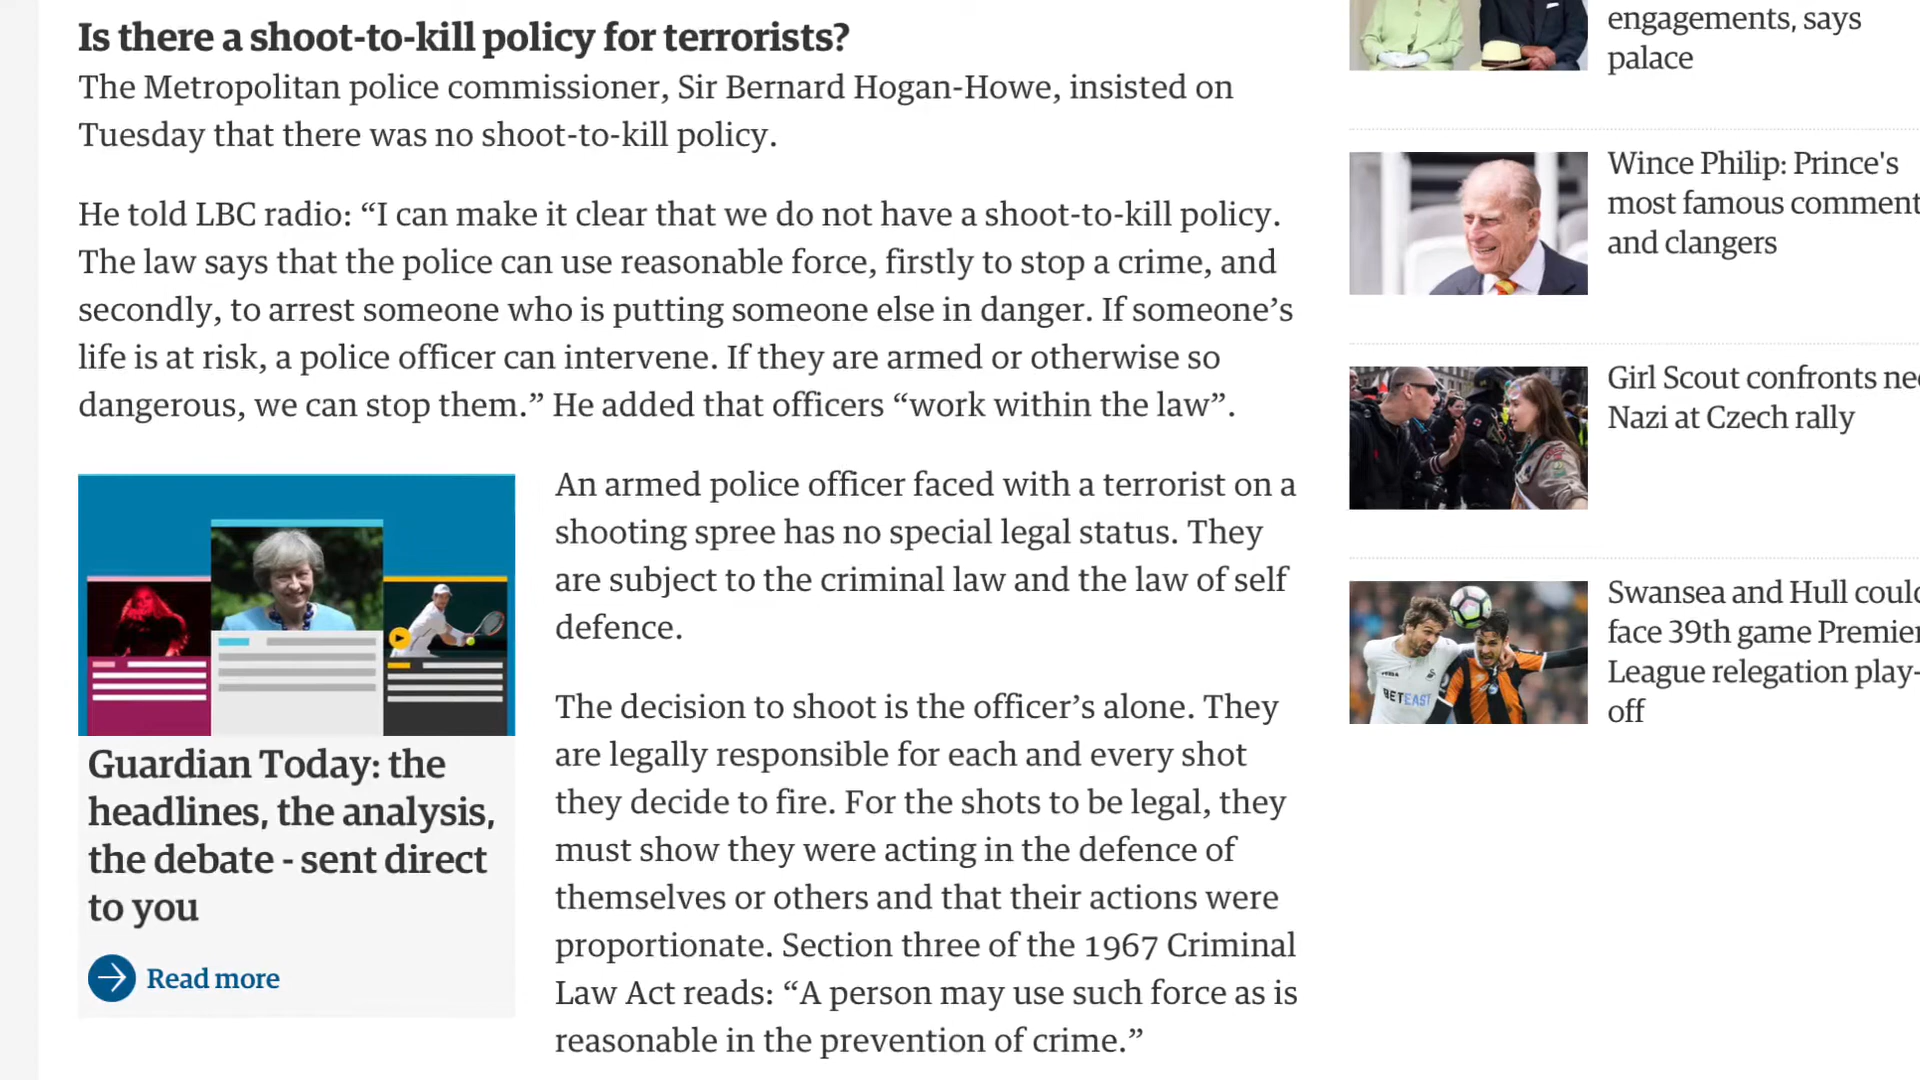 Is there a shoot-to-kill policy for terrorists?
The Metropolitan police commissioner, Sir Bernard Hogan-Howe, insisted on
Tuesday that there was no shoot-to-kill policy.
He told LBC radio: “I can make it clear that we do not have a shoot-to-kill policy.
The law says that the police can use reasonable force, firstly to stop a crime, and
secondly, to arrest someone who is putting someone else in danger. If someone’s
life is at risk, a police officer can intervene. If they are armed or otherwise so
dangerous, we can stop them.” He added that officers “work within the law”.
An armed police officer faced with a terrorist on a
shooting spree has no special legal status. They
are subject to the criminal law and the law of self
defence.
The decision to shoot is the officer’s alone. They
are legally responsible for each and every shot
they decide to fire. For the shots to be legal, they
must show they were acting in the defence of
themselves or others and that their actions were
proportionate. Section three of the 1967 Criminal
Law Act reads: “A person may use such force as is
reasonable in the prevention of crime.”
Guardian Today: the
headlines, the analysis,
the debate - sent direct
to you
Read more
engagements, says
palace
Wince Philip: Prince's
most famous comment
and clangers
Girl Scout confronts
Nazi at Czech rally
Swansea and Hull could
face 39th game Premier
League relegation play-
off
BETEAST